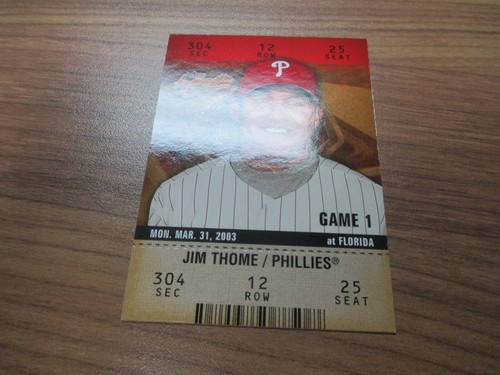 304 12 25
SEC ROW SEAT
P
GAME 1
MON. MAR. 31, 2003 at FLORIDA
JIM THOME / PHILLIES®
304 12 25
SEC ROW SEAT